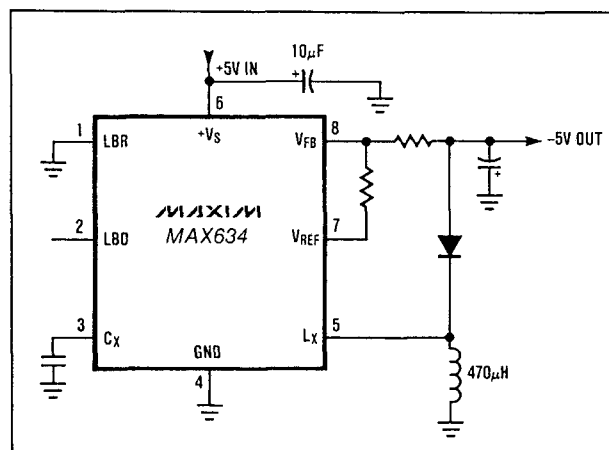 10μF
+5V IN
+
6
1
LBR
+VS
VFB
8
-5V OUT
+
MAXIM
MAX634
2
LBO
VREF
7
3
CX
LX
5
GND
4
470μH